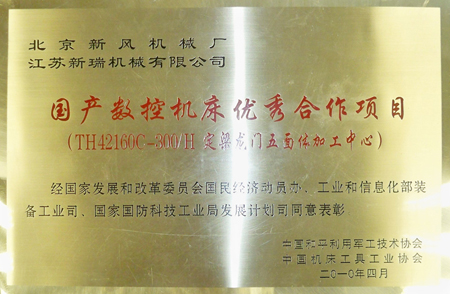 北京新风机械厂
江苏新瑞机械有限公司
国产数控机床优秀合作项目
(TH42160C-300/H 定梁龙门五面体加工中心)
经国家发展和改革委员会国民经济动员办、工业和信息化部装
备工业司、国家国防科技工业局发展计划司同意表彰
中国和平利用军工技术协会
中国机床工具工业协会
二〇一〇年四月